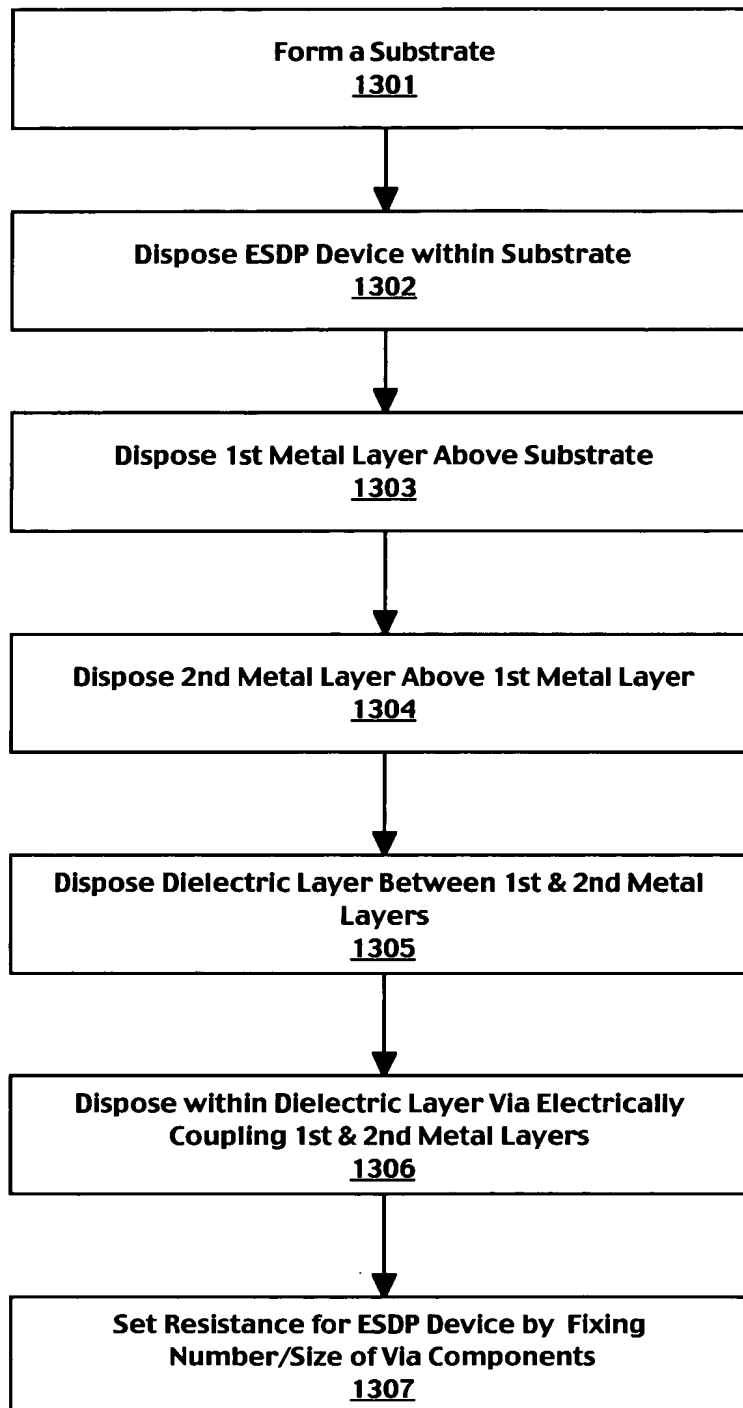 Form a Substrate
1301
Dispose ESDP Device within Substrate
1302
Dispose 1st Metal Layer Above Substrate
1303
Dispose 2nd Metal Layer Above 1st Metal Layer
1304
Dispose Dielectric Layer Between 1st & 2nd Metal
Layers
1305
Dispose within Dielectric Layer Via Electrically
Coupling 1st & 2nd Metal Layers
1306
Set Resistance for ESDP Device by Fixing
Number/Size of Via Components
1307